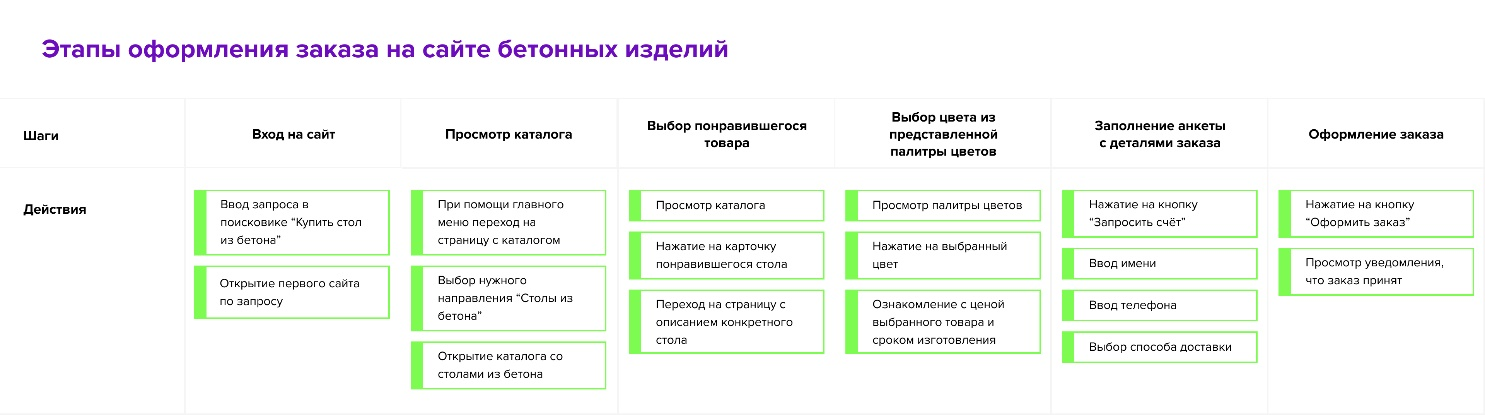 Этапы оформления заказа на сайте бетонных изделий
Шаги
Вход на сайт
Просмотр каталога
Выбор понравившегося
товара
Выбор цвета из
представленной
палитры цветов
Заполнение анкеты
с деталями заказа
Оформление заказа
Действия
Ввод запроса в
поисковике “Купить стол
из бетона”
Открытие первого сайта
по запросу
При помощи главного
меню переход на
страницу с каталогом
Выбор нужного
направления “Столы из
бетона”
Открытие каталога со
столами из бетона
Просмотр каталога
Нажатие на карточку
понравившегося стола
Переход на страницу с
описанием конкретного
стола
Просмотр палитры цветов
Нажатие на выбранный
цвет
Ознакомление с ценой
выбранного товара и
сроком изготовления
Нажатие на кнопку
“Запросить счёт”
Ввод имени
Ввод телефона
Выбор способа доставки
Нажатие на кнопку
“Оформить заказ”
Просмотр уведомления,
что заказ принят